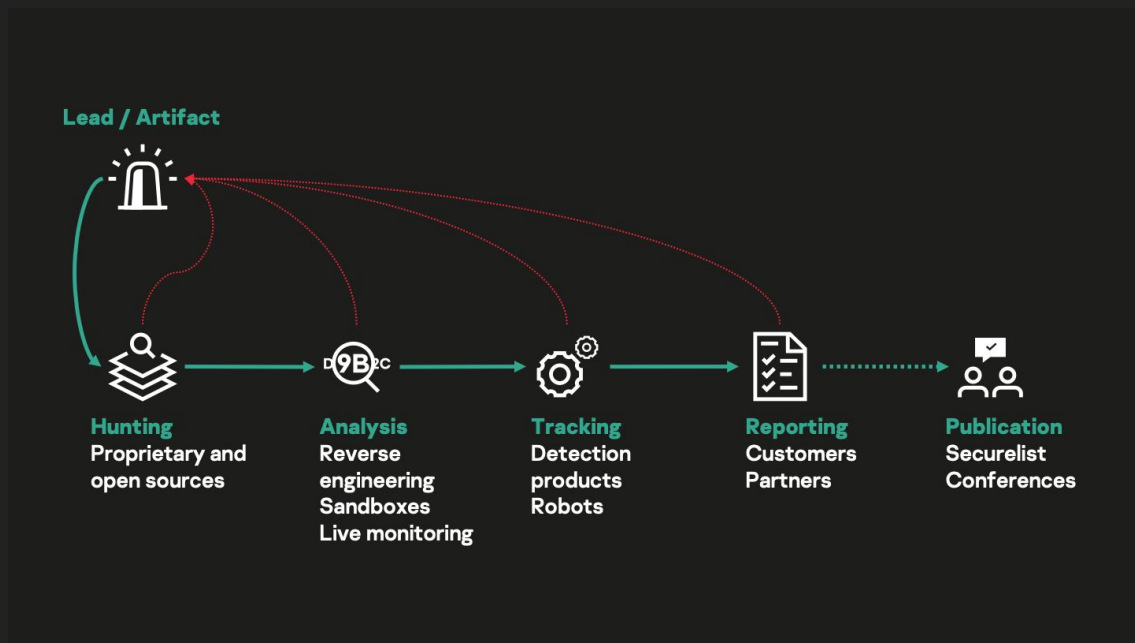 Lead / Artifact
D9B2C
Hunting
Proprietary and
open sources
Analysis
Reverse
engineering
Sandboxes
Live monitoring
Tracking
Detection
products
Robots
Reporting
Customers
Partners
Publication
Securelist
Conferences